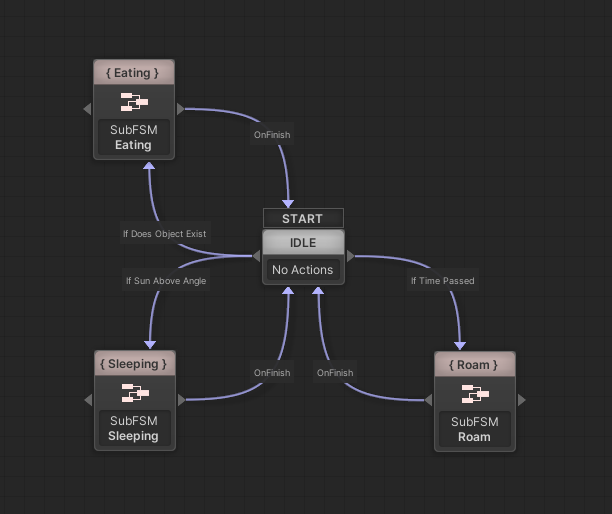 { Eating }
SubFSM
Eating
OnFinish
START
IDLE
No Actions
If Does Object Exist
If Sun Above Angle
If Time Passed
{ Sleeping }
SubFSM
Sleeping
OnFinish
OnFinish
{ Roam }
SubFSM
Roam